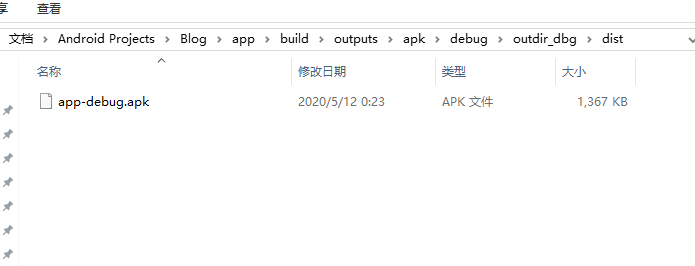 享 查看
文档 Android Projects Blog app build outputs apk debug outdir_dbg dist
名称 修改日期 类型 大小
app-debug.apk 2020/5/12 0:23 APK 文件 1,367 KB